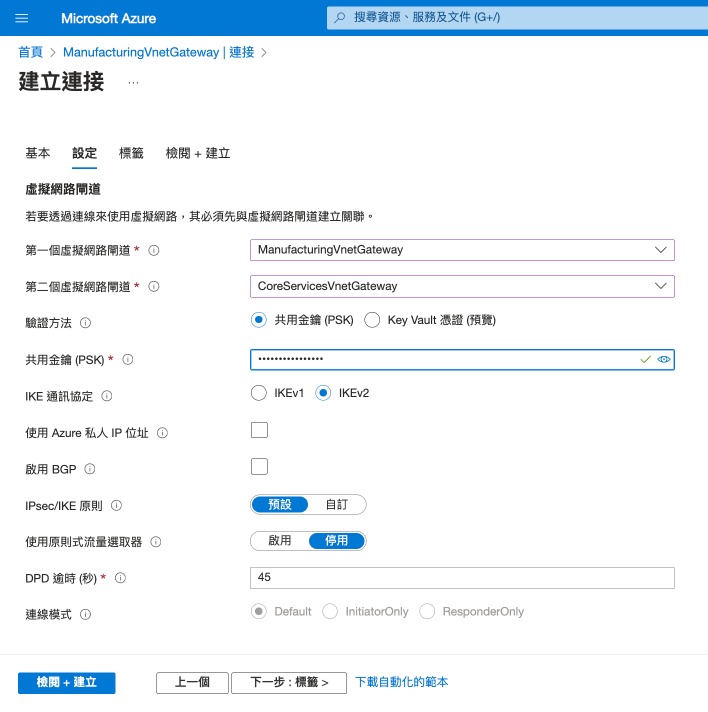 Microsoft Azure
搜尋資源、服務及文件 (G+/)
首頁 > ManufacturingVnetGateway | 連接 >
建立連接 ...
基本 設定 標籤 檢閱 + 建立
虛擬網路閘道
若要透過連線來使用虛擬網路，其必須先與虛擬網路閘道建立關聯。
第一個虛擬網路閘道 * ManufacturingVnetGateway
第二個虛擬網路閘道 * CoreServicesVnetGateway
驗證方法 共用金鑰 (PSK) Key Vault 憑證 (預覽)
共用金鑰 (PSK) * ••••••••••••••••
IKE 通訊協定 IKEv1 IKEv2
使用 Azure 私人 IP 位址
啟用 BGP
IPsec/IKE 原則 預設 自訂
使用原則式流量選取器 啟用 停用
DPD 逾時 (秒) * 45
連線模式 Default InitiatorOnly ResponderOnly
檢閱 + 建立 上一個 下一步 : 標籤 > 下載自動化的範本